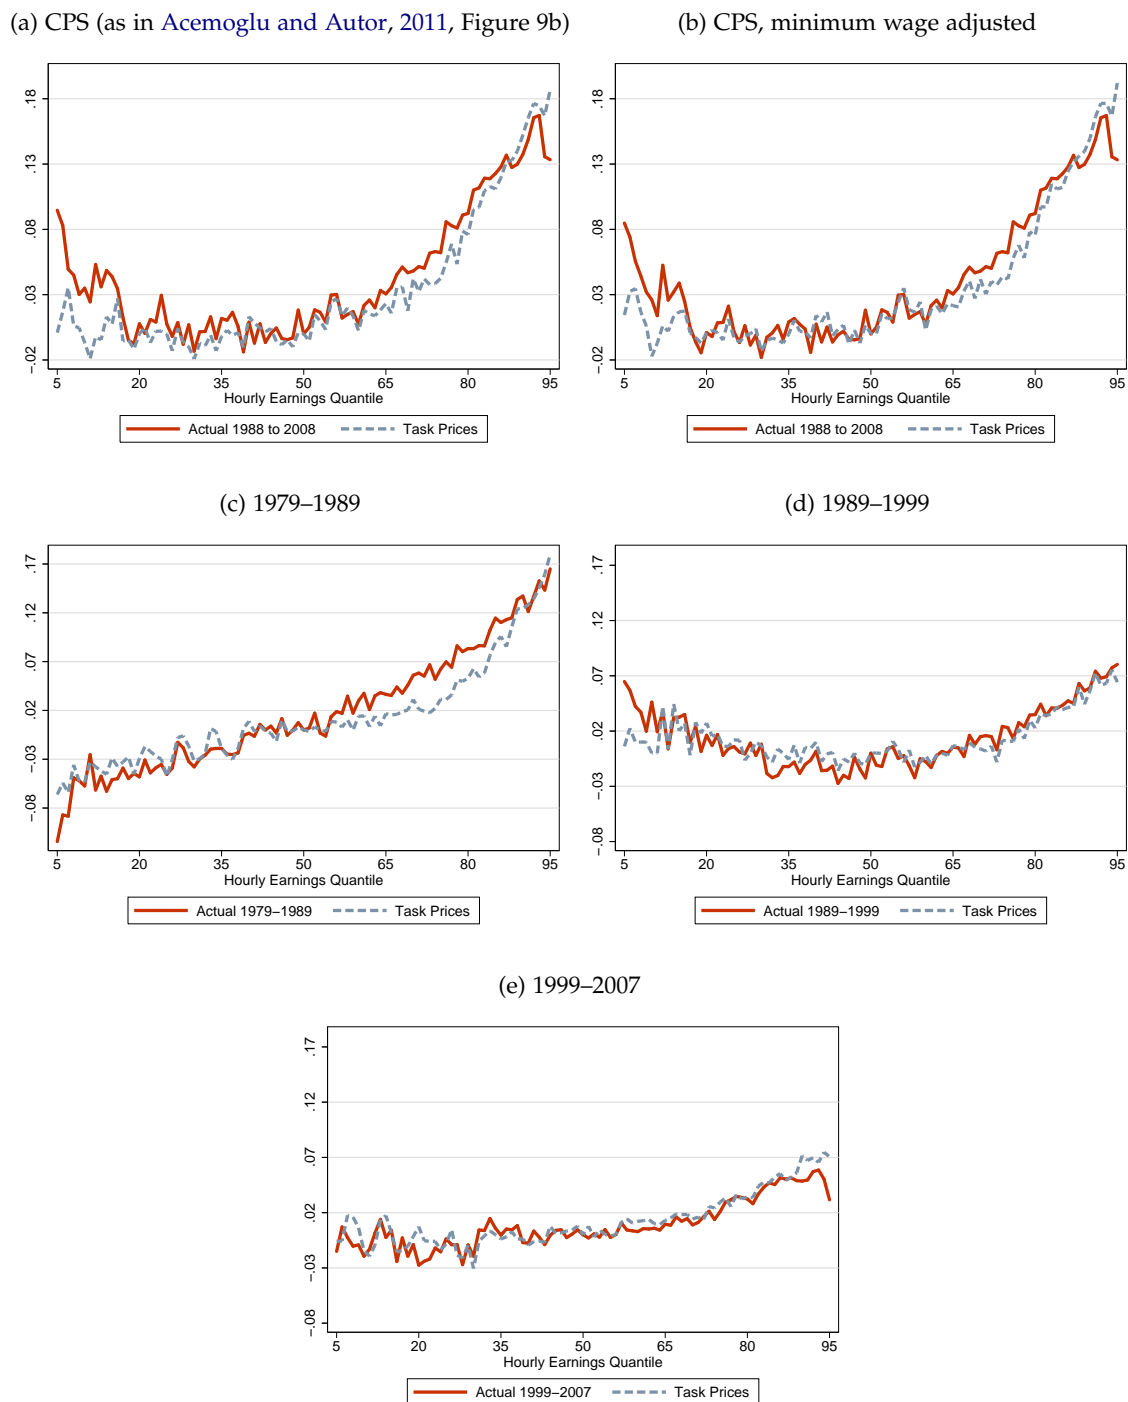 (a) CPS (as in Acemoglu and Autor, 2011, Figure 9b)
.18
.13
.08
.03
−.02
5 20 35 50 65 80 95
Hourly Earnings Quantile
Actual 1988 to 2008 Task Prices
(b) CPS, minimum wage adjusted
.18
.13
.08
.03
−.02
5 20 35 50 65 80 95
Hourly Earnings Quantile
Actual 1988 to 2008 Task Prices
(c) 1979–1989
.17
.12
.07
.02
−.03
−.08
5 20 35 50 65 80 95
Hourly Earnings Quantile
Actual 1979−1989 Task Prices
(d) 1989–1999
.17
.12
.07
.02
−.03
−.08
5 20 35 50 65 80 95
Hourly Earnings Quantile
Actual 1989−1999 Task Prices
(e) 1999–2007
.17
.12
.07
.02
−.03
−.08
5 20 35 50 65 80 95
Hourly Earnings Quantile
Actual 1999−2007 Task Prices